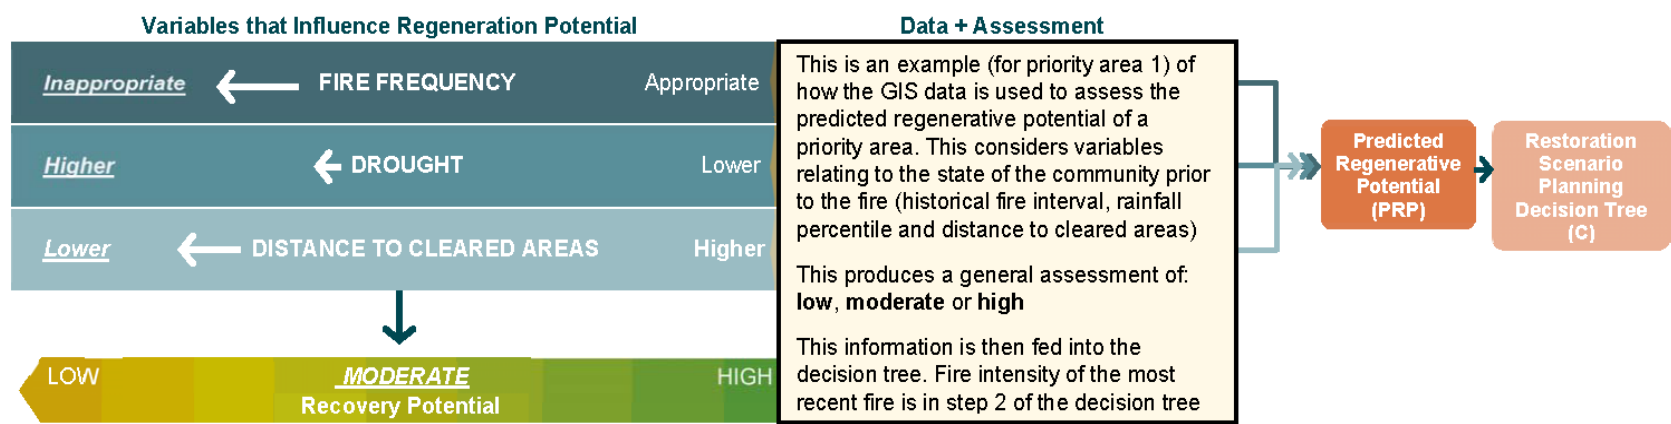 Variables that Influence Regeneration Potential
Data + Assessment
Inappropriate
FIRE FREQUENCY
Appropriate
Higher
DROUGHT
Lower
Lower
DISTANCE TO CLEARED AREAS
Higher
LOW
MODERATE
HIGH
Recovery Potential
This is an example (for priority area 1) of
how the GIS data is used to assess the
predicted regenerative potential of a
priority area. This considers variables
relating to the state of the community prior
to the fire (historical fire interval, rainfall
percentile and distance to cleared areas)
This produces a general assessment of:
low, moderate or high
This information is then fed into the
decision tree. Fire intensity of the most
recent fire is in step 2 of the decision tree
Predicted
Regenerative
Potential
(PRP)
Restoration
Scenario
Planning
Decision Tree
(C)